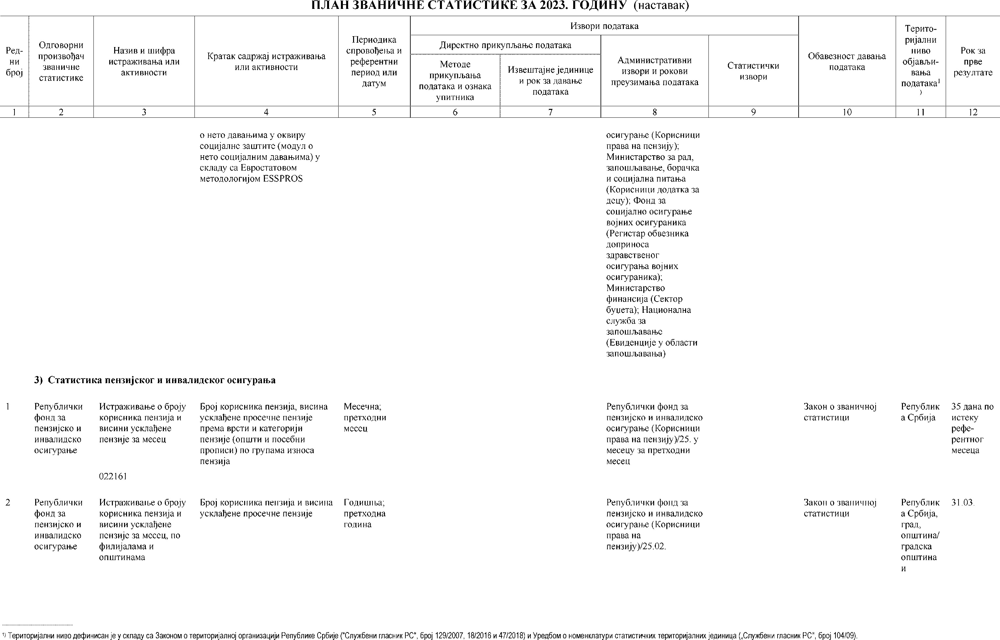 ПЛАН ЗВАНИЧНЕ СТАТИСТИКЕ ЗА 2023. ГОДИНУ (наставак)
Ред-
ни
број
Одговорни
произвођач
званичне
статистике
Назив и шифра
истраживања или
активности
Кратак садржај истраживања
или активности
Периодика
спровођења и
референтни
период или
датум
Извори података
Директно прикупљање података
Методе
прикупљања
података и ознака
упитника
Извештајне јединице
и рок за давање
података
Административни
извори и рокови
преузимања података
Статистички
извори
Обавезност давања
података
Терито-
ријални
ниво
објављи-
вања
података¹
)
Рок за
прве
резултате
1 2 3 4 5 6 7 8 9 10 11 12
о нето давањима у оквиру
социјалне заштите (модул о
нето социјалним давањима) у
складу са Евростатовом
методологијом ESSPROS
осигурање (Корисници
права на пензију);
Министарство за рад,
запошљавање, борачка
и социјална питања
(Корисници додатка за
децу); Фонд за
социјално осигурање
војних осигураника
(Регистар обвезника
доприноса
здравственог
осигурања војних
осигураника);
Министарство
финансија (Сектор
буџета); Национална
служба за
запошљавање
(Евиденције у области
запошљавања)
3) Статистика пензијског и инвалидског осигурања
1
Републички
фонд за
пензијско и
инвалидско
осигурање
Истраживање о броју
корисника пензија и
висини усклађене
пензије за месец
022161
Број корисника пензија, висина
усклађене просечне пензије
према врсти и категорији
пензије (општи и посебни
прописи) по групама износа
пензија
Месечна;
претходни
месец
Републички фонд за
пензијско и инвалидско
осигурање (Корисници
права на пензију)/25. у
месецу за претходни
месец
Закон о званичној
статистици
Републик
а Србија
35 дана по
истеку
рефе-
рентног
месеца
2
Републички
фонд за
пензијско и
инвалидско
осигурање
Истраживање о броју
корисника пензија и
висини усклађене
пензије за месец, по
филијалама и
општинама
Број корисника пензија и висина
усклађене просечне пензије
Годишња;
претходна
година
Републички фонд за
пензијско и инвалидско
осигурање (Корисници
права на
пензију)/25.02.
Закон о званичној
статистици
Републик
а Србија,
град,
општина/
градска
општина
и
31.03.
¹⁾ Територијални ниво дефинисан је у складу са Законом о територијалној организацији Републике Србије ("Службени гласник РС", број 129/2007, 18/2016 и 47/2018) и Уредбом о номенклатури статистичких територијалних јединица („Службени гласник РС", број 104/09).